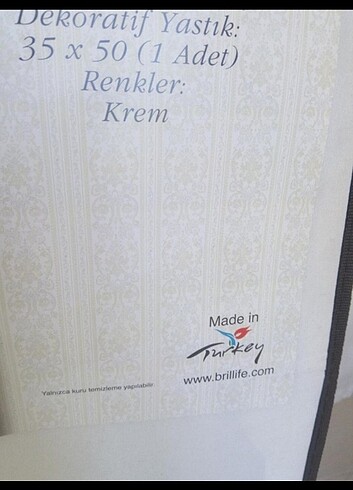 Dekoratif Yastık:
35 x 50 (1 Adet)
Renkler:
Krem
Made in
Turkey
www.brillife.com
Yalnızca kuru temizleme yapılabilir